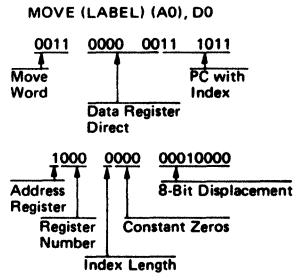 MOVE (LABEL) (A0), D0
0011 0000 0011 1011
Move Word
PC with Index
Data Register Direct
1000 0000 00010000
Address Register
8-Bit Displacement
Register Number
Constant Zeros
Index Length